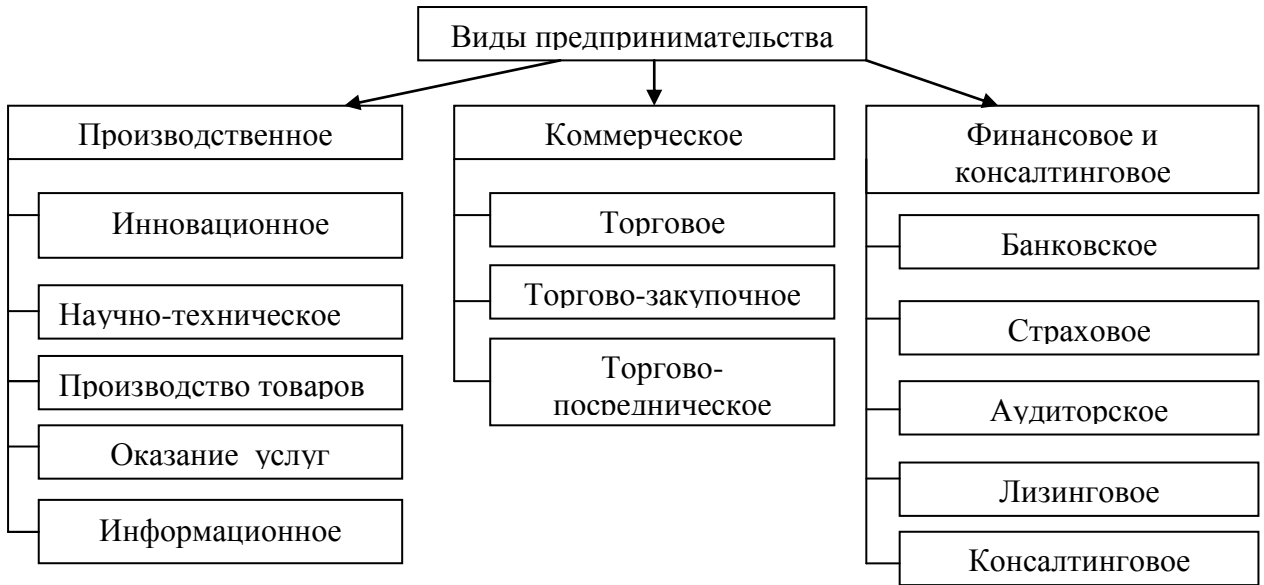 Виды предпринимательства
Производственное
Инновационное
Научно-техническое
Производство товаров
Оказание услуг
Информационное
Коммерческое
Торговое
Торгово-закупочное
Торгово-
посредническое
Финансовое и
консалтинговое
Банковское
Страховое
Аудиторское
Лизинговое
Консалтинговое